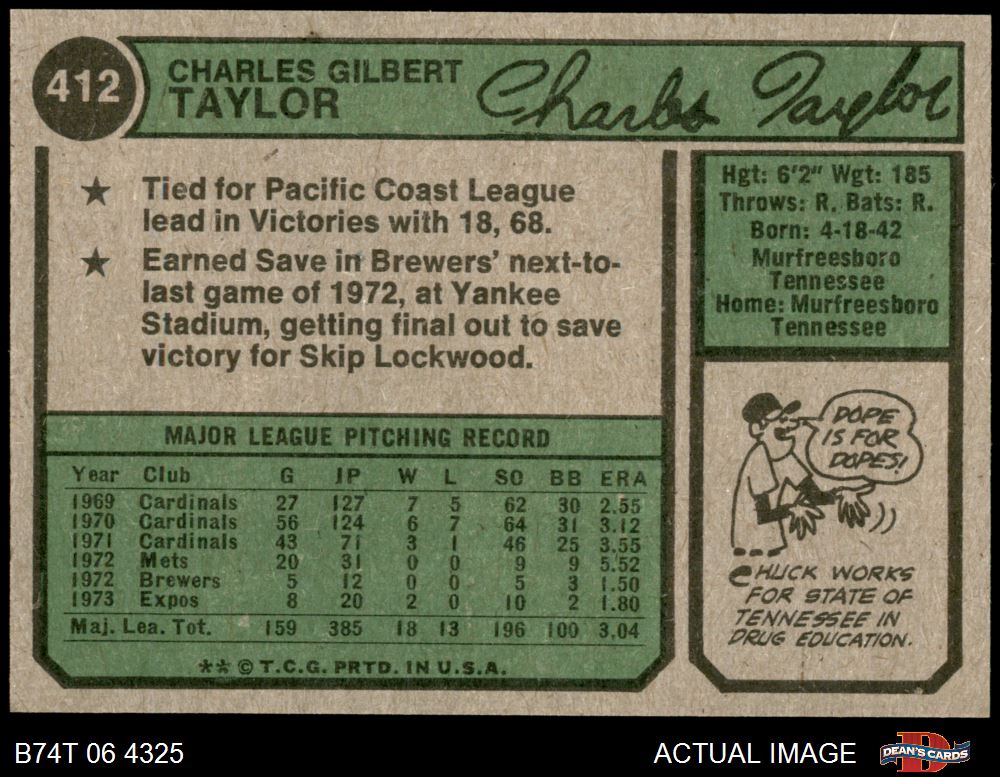 412
CHARLES GILBERT
TAYLOR
Charles Taylor
★ Tied for Pacific Coast League
lead in Victories with 18, 68.
★ Earned Save in Brewers' next-to-
last game of 1972, at Yankee
Stadium, getting final out to save
victory for Skip Lockwood.
Hgt: 6'2" Wgt: 185
Throws: R. Bats: R.
Born: 4-18-42
Murfreesboro
Tennessee
Home: Murfreesboro
Tennessee
MAJOR LEAGUE PITCHING RECORD
Year Club G IP W L SO BB ERA
1969 Cardinals 27 127 7 5 62 30 2.55
1970 Cardinals 56 124 6 7 64 31 3.12
1971 Cardinals 43 71 3 1 46 25 3.55
1972 Mets 20 31 0 0 9 9 5.52
1972 Brewers 5 12 0 0 5 3 1.50
1973 Expos 8 20 2 0 10 2 1.80
Maj. Lea. Tot. 159 385 18 13 196 100 3.04
** © T.C.G. PRTD. IN U.S.A.
DOPE
IS FOR
DOPES!
CHUCK WORKS
FOR STATE OF
TENNESSEE IN
DRUG EDUCATION.
B74T 06 4325
ACTUAL IMAGE
DEAN'S CARDS